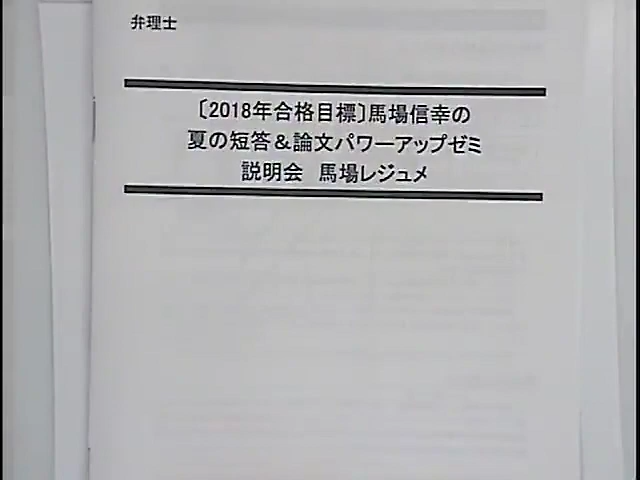 弁理士
〔2018年合格目標〕馬場信幸の
夏の短答＆論文パワーアップゼミ
説明会　馬場レジュメ